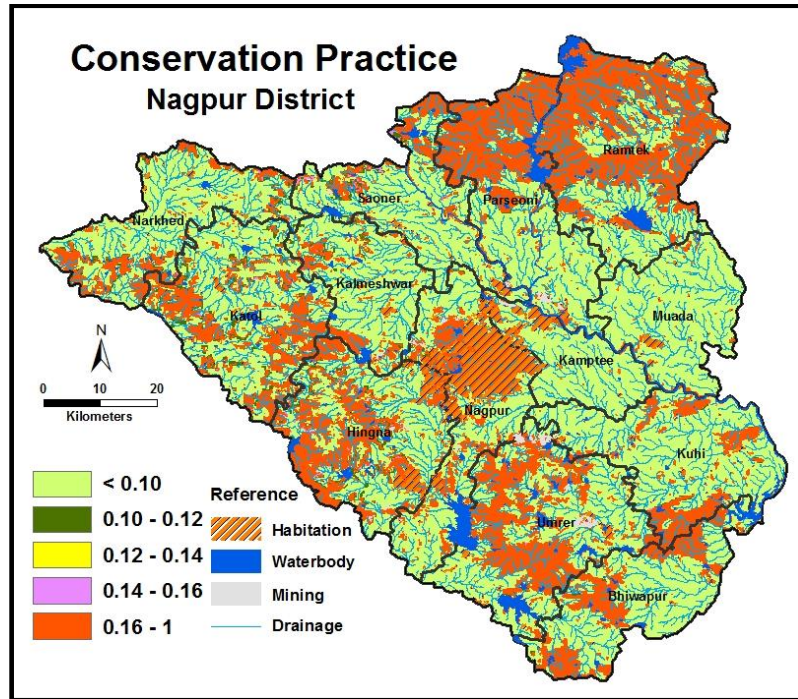 Conservation Practice
Nagpur District
Ramtek
Parseoni
Saoner
Narkhed
Kalmeshwar
Katol
Muada
Kamptee
Nagpur
Hingna
Kuhi
Umrer
Bhiwapur
N
0 10 20
Kilometers
< 0.10
0.10 - 0.12
0.12 - 0.14
0.14 - 0.16
0.16 - 1
Reference
Habitation
Waterbody
Mining
Drainage